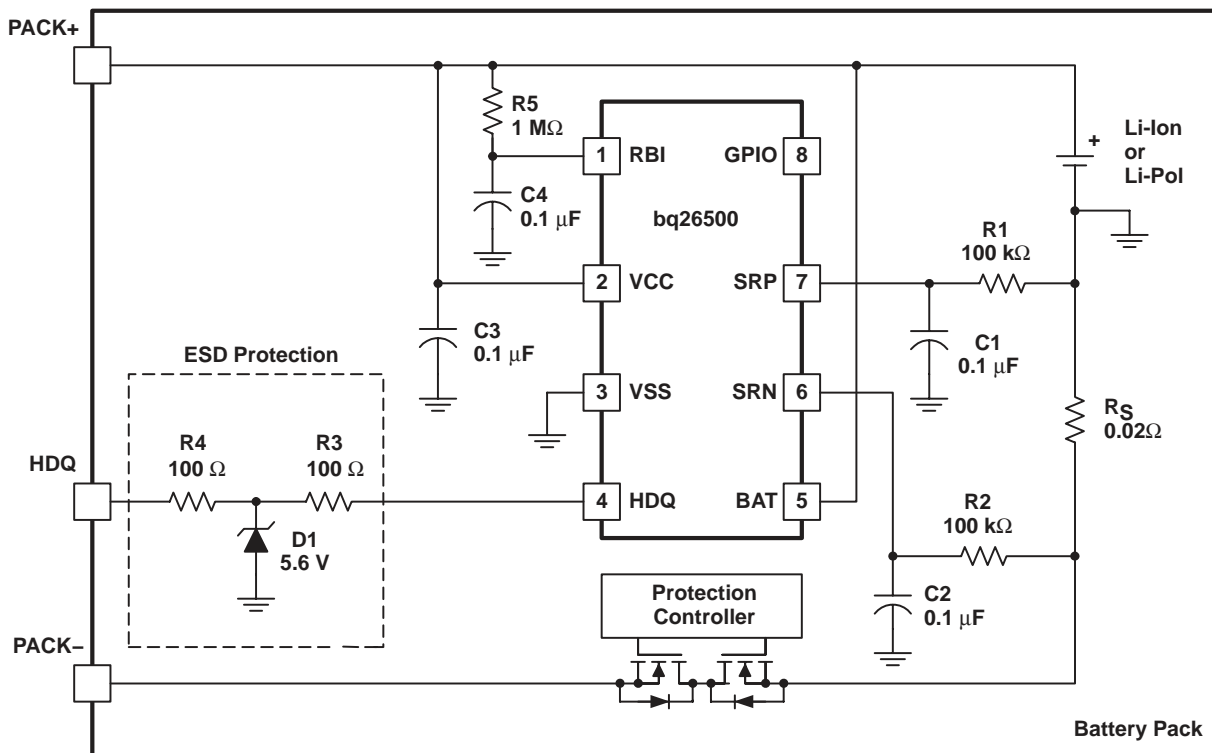 PACK+
R5
1 MΩ
1
RBI
GPIO
8
+
Li-Ion
or
Li-Pol
C4
0.1 μF
bq26500
R1
100 kΩ
2
VCC
SRP
7
C3
0.1 μF
C1
0.1 μF
ESD Protection
3
VSS
SRN
6
RS
0.02Ω
HDQ
R4
100 Ω
R3
100 Ω
4
HDQ
BAT
5
R2
100 kΩ
D1
5.6 V
Protection
Controller
C2
0.1 μF
PACK–
Battery Pack